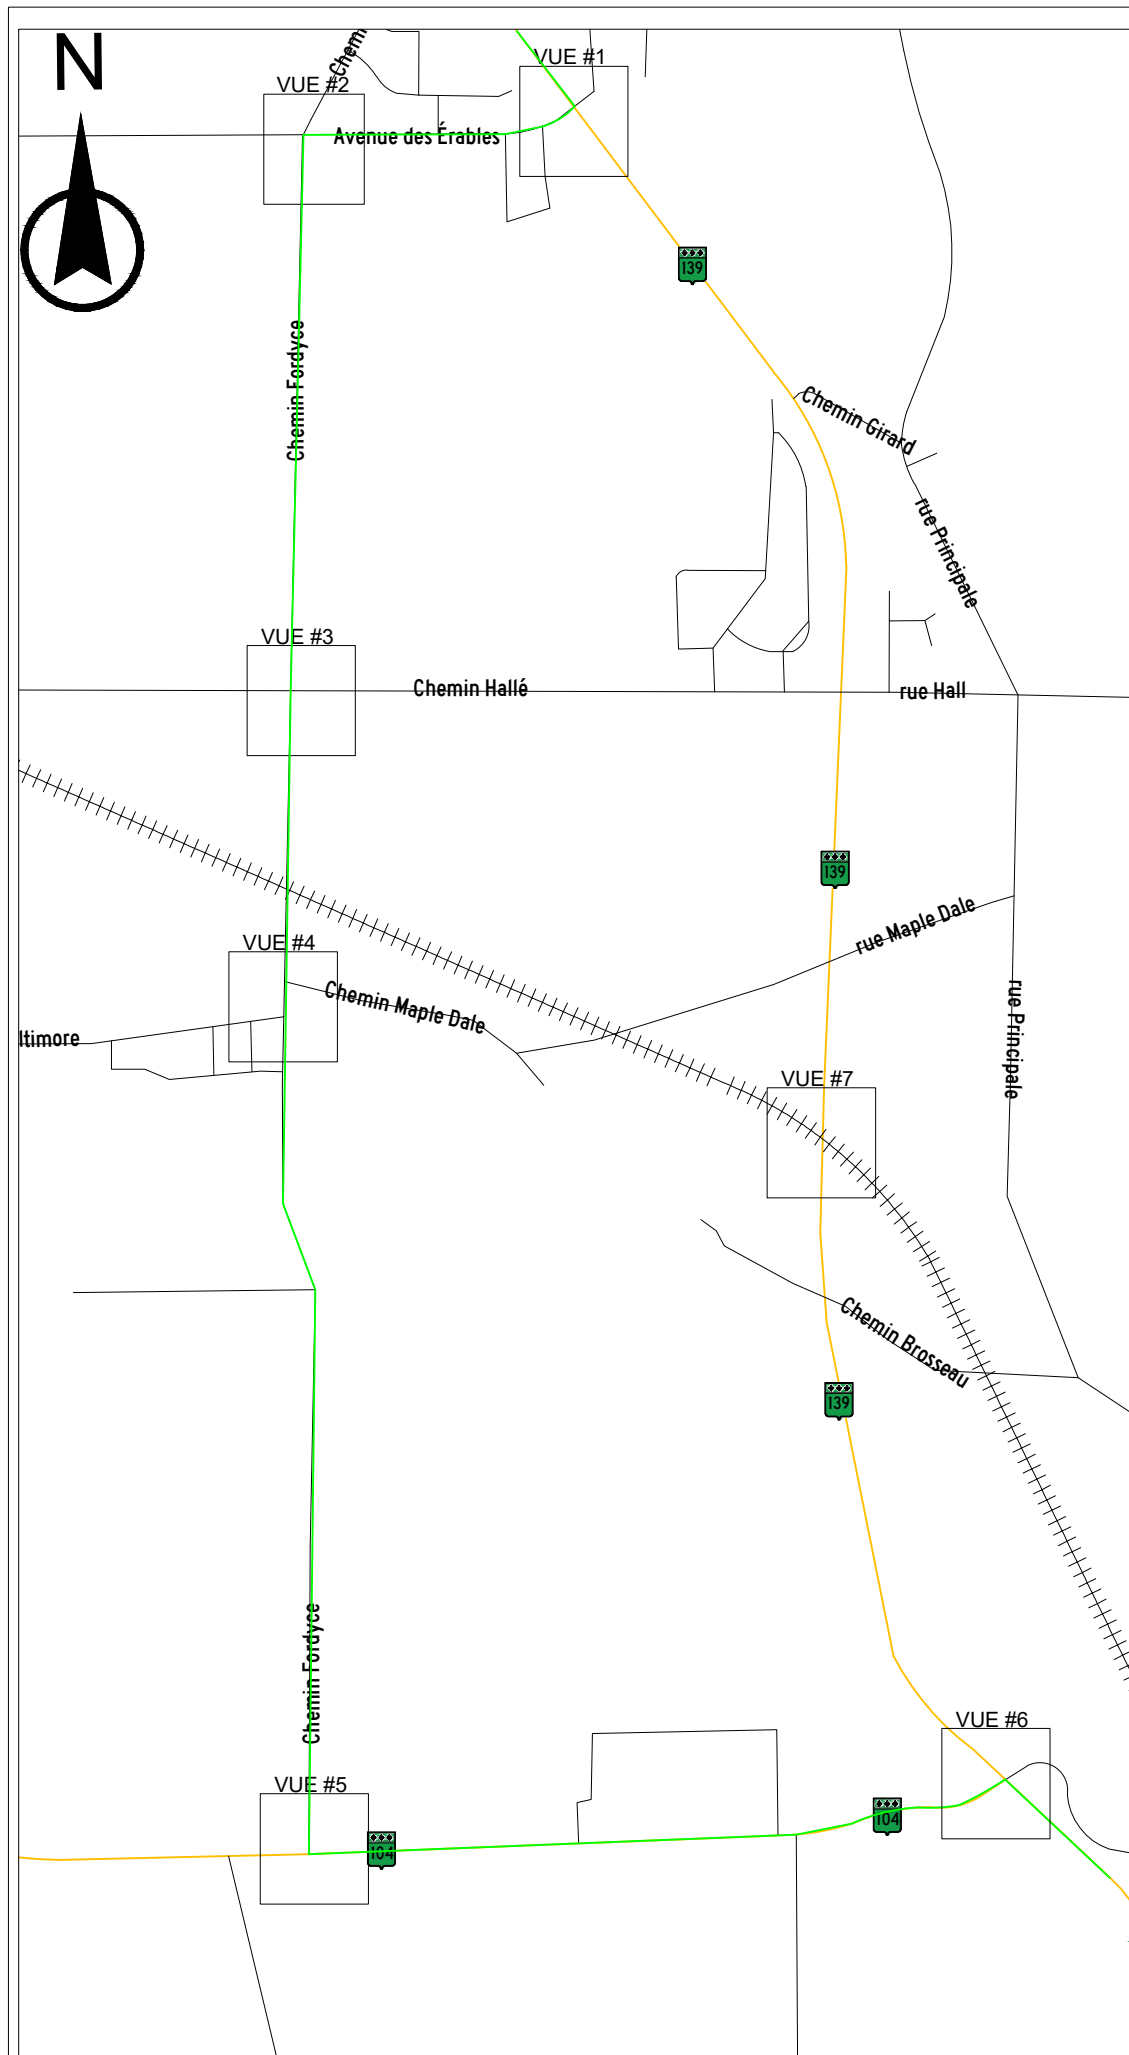 N
Chemi
VUE #1
VUE #2
Avenue des Érables
139
Chemin Fordyce
Chemin Girard
rue Principale
VUE #3
Chemin Hallé
rue Hall
139
rue Maple Dale
VUE #4
Chemin Maple Dale
ltimore
rue Principale
VUE #7
Chemin Brosseau
139
Chemin Fordyce
VUE #6
VUE #5
104
104